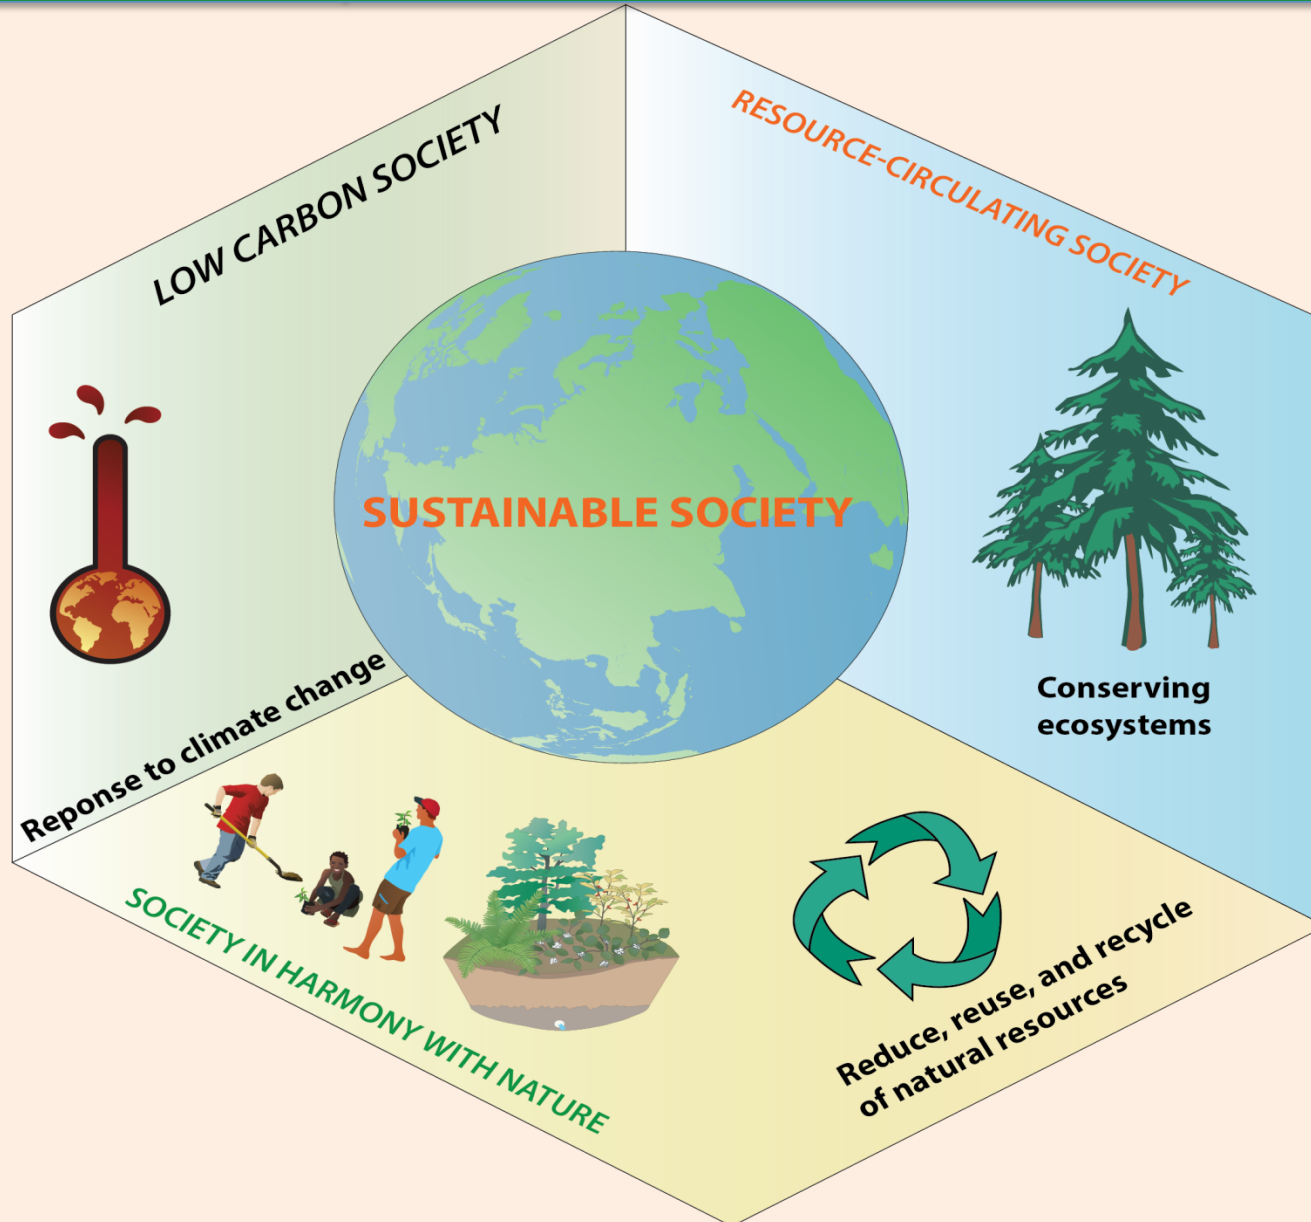 LOW CARBON SOCIETY
RESOURCE-CIRCULATING SOCIETY
SUSTAINABLE SOCIETY
Conserving
ecosystems
Reponse to climate change
SOCIETY IN HARMONY WITH NATURE
Reduce, reuse, and recycle
of natural resources